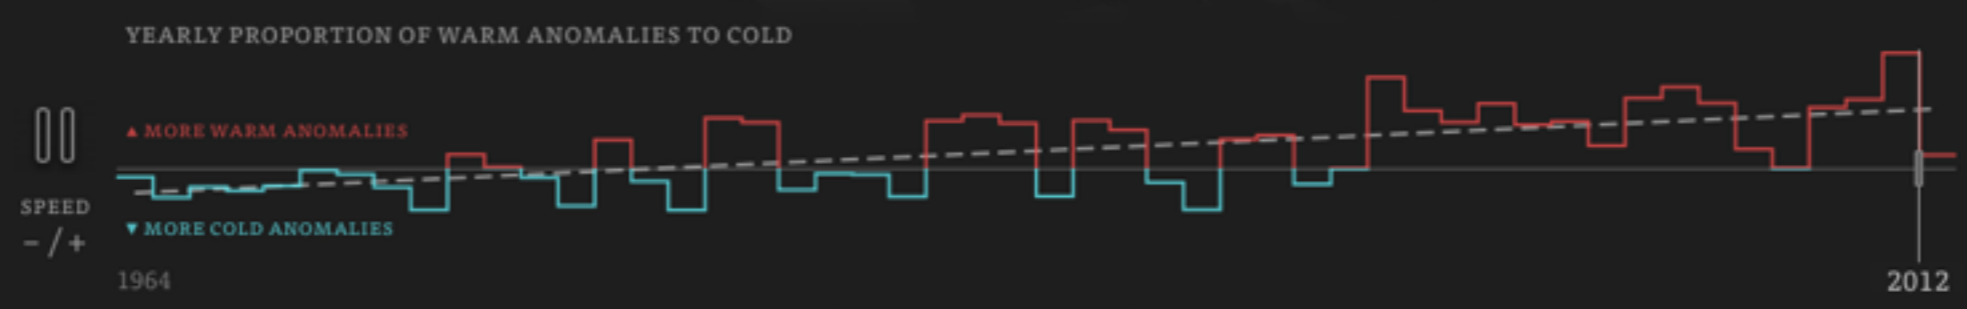 YEARLY PROPORTION OF WARM ANOMALIES TO COLD
▲ MORE WARM ANOMALIES
SPEED
− / +
▼ MORE COLD ANOMALIES
1964
2012